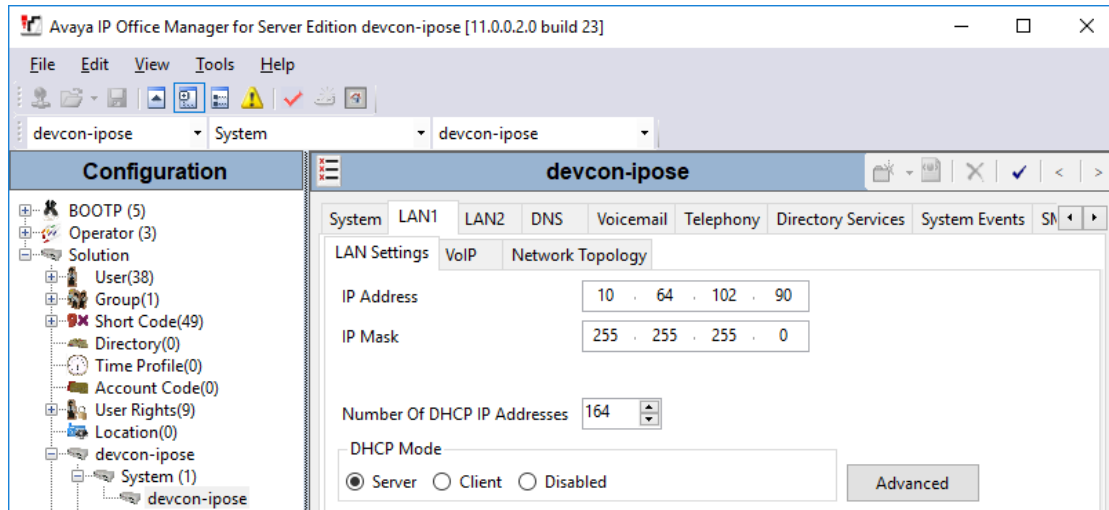 Avaya IP Office Manager for Server Edition devcon-ipose [11.0.0.2.0 build 23]
File Edit View Tools Help
devcon-ipose System devcon-ipose
Configuration
BOOTP (5)
Operator (3)
Solution
User(38)
Group(1)
Short Code(49)
Directory(0)
Time Profile(0)
Account Code(0)
User Rights(9)
Location(0)
devcon-ipose
System (1)
devcon-ipose
devcon-ipose
System LAN1 LAN2 DNS Voicemail Telephony Directory Services System Events
LAN Settings VoIP Network Topology
IP Address 10 . 64 . 102 . 90
IP Mask 255 . 255 . 255 . 0
Number Of DHCP IP Addresses 164
DHCP Mode
Server Client Disabled
Advanced